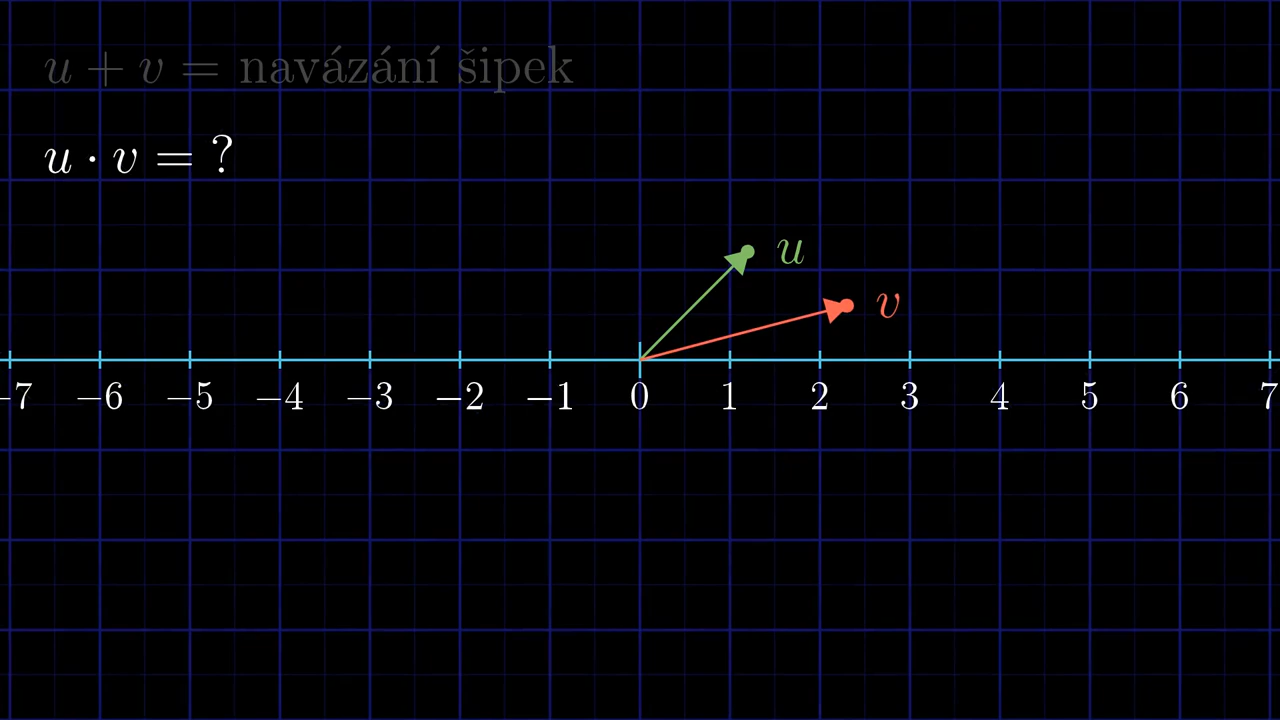 u + v = navázání šipek
u · v = ?
u
v
−7 −6 −5 −4 −3 −2 −1 0 1 2 3 4 5 6 7